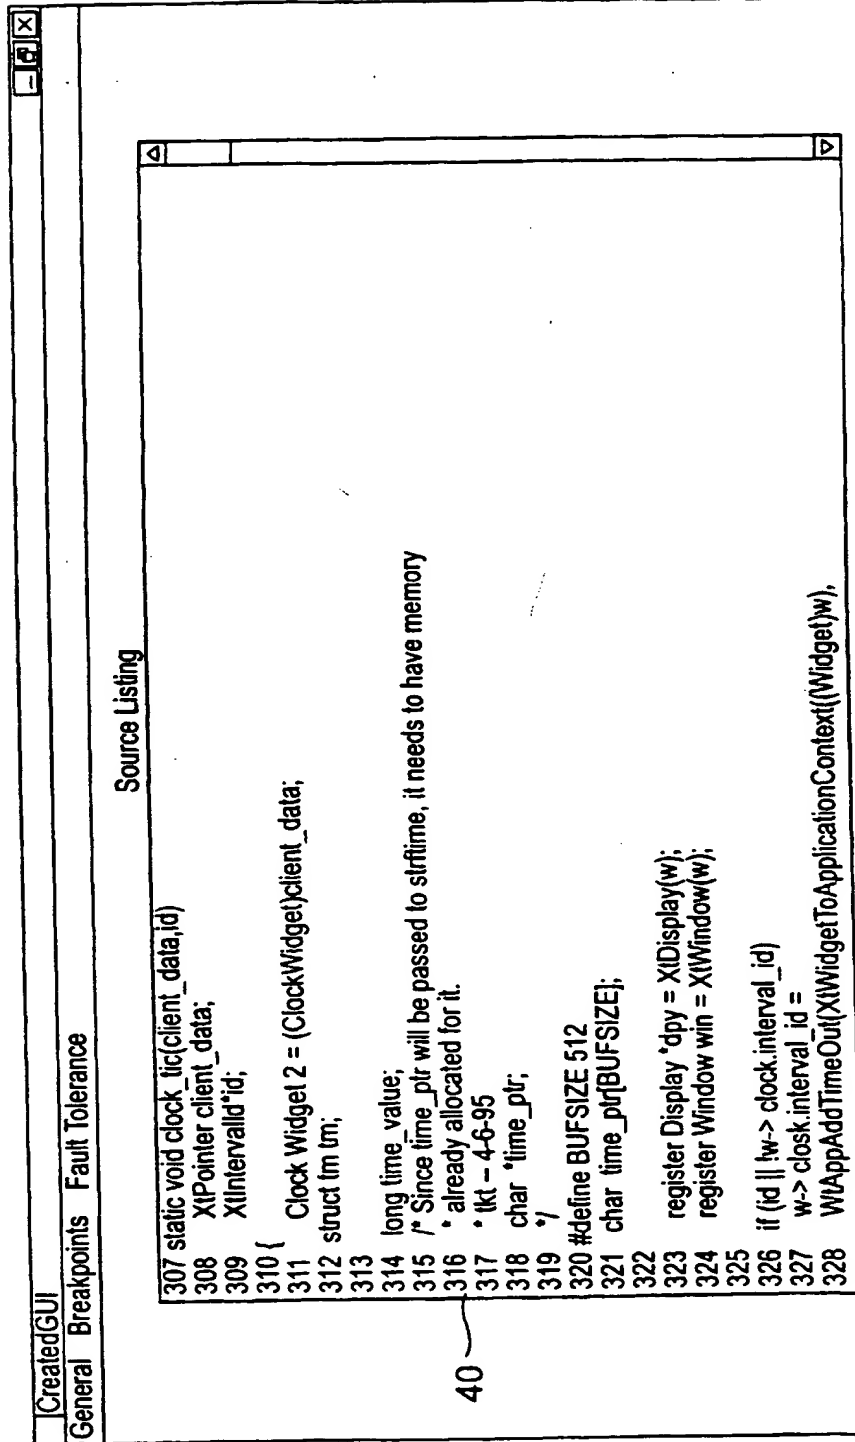 CreatedGUI
General Breakpoints Fault Tolerance
Source Listing
307 static void clock_tic(client_data,id)
308 XtPointer client_data;
309 XtIntervalId*id;
310 {
311 Clock Widget 2 = (ClockWidget)client_data;
312 struct tm tm;
313
314 long time_value;
315 /* Since time_ptr will be passed to strftime, it needs to have memory
316 * already allocated for it.
317 * tkt – 4-6-95
318 char *time_ptr;
319 */
320 #define BUFSIZE 512
321 char time_ptr[BUFSIZE];
322
323 register Display *dpy = XtDisplay(w);
324 register Window win = XtWindow(w);
325
326 if (id || !w-> clock.interval_id)
327 w-> closk.interval_id =
328 WtAppAddTimeOut(XtWidgetToApplicationContext((Widget)w),
40